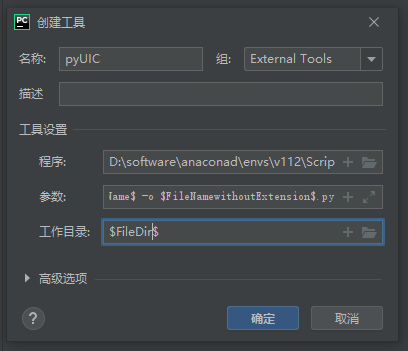 PC 创建工具
名称: pyUIC 组: External Tools
描述
工具设置
程序: D:\software\anaconad\envs\v112\Scrip
参数: Name$ -o $FileNamewithoutExtension$.py
工作目录: $FileDir$
高级选项
? 确定 取消